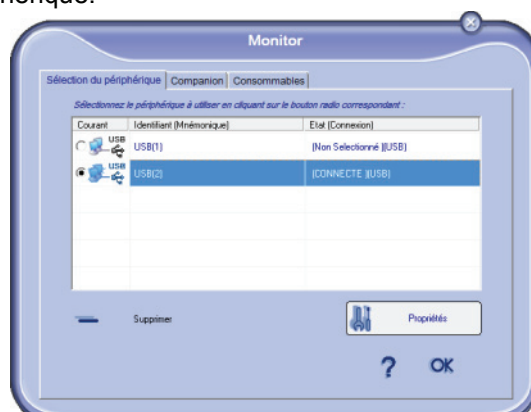 nérique.
Monitor
Sélection du périphérique Companion Consommables
Sélectionnez le périphérique à utiliser en cliquant sur le bouton radio correspondant :
Courant Identifiant (Mnémonique) Etat (Connexion)
USB USB(1) (Non Selectionné )(USB)
USB USB(2) (CONNECTE )(USB)
Supprimer Propriétés
? OK